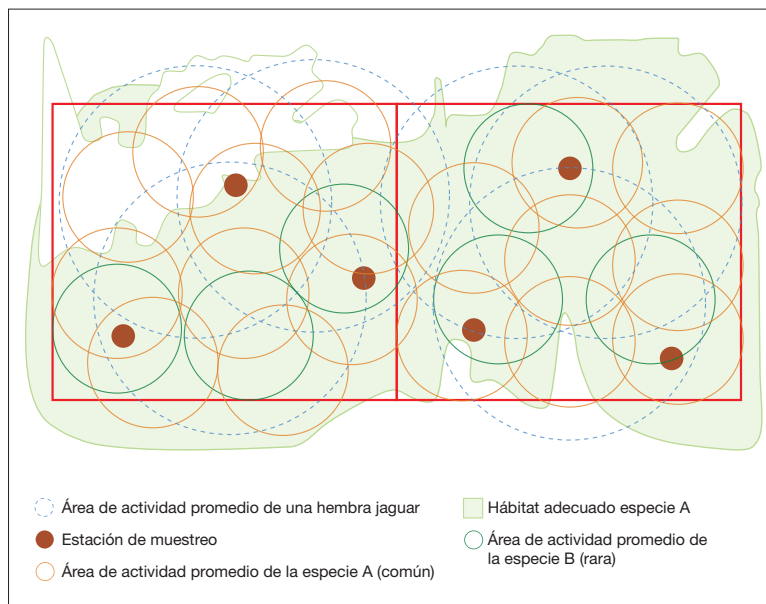 Área de actividad promedio de una hembra jaguar
Estación de muestreo
Área de actividad promedio de la especie A (común)
Hábitat adecuado especie A
Área de actividad promedio de
la especie B (rara)